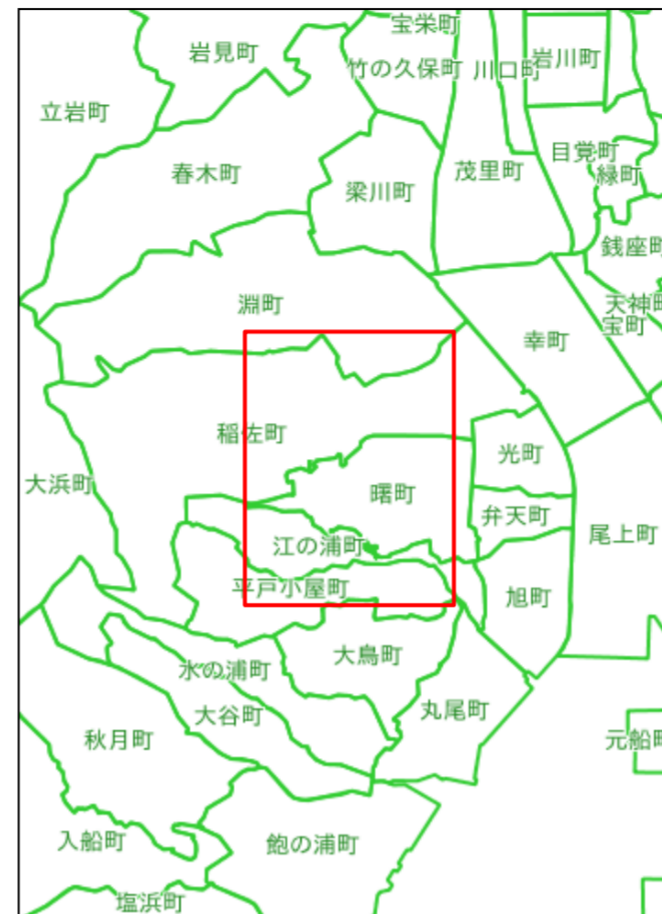 宝栄町
岩見町
岩川町
竹の久保町
川口町
立岩町
目覚町
春木町
茂里町
緑町
梁川町
銭座町
淵町
天神町
宝町
幸町
稲佐町
光町
大浜町
曙町
弁天町
尾上町
江の浦町
平戸小屋町
旭町
大鳥町
水の浦町
丸尾町
大谷町
秋月町
元船町
入船町
飽の浦町
塩浜町